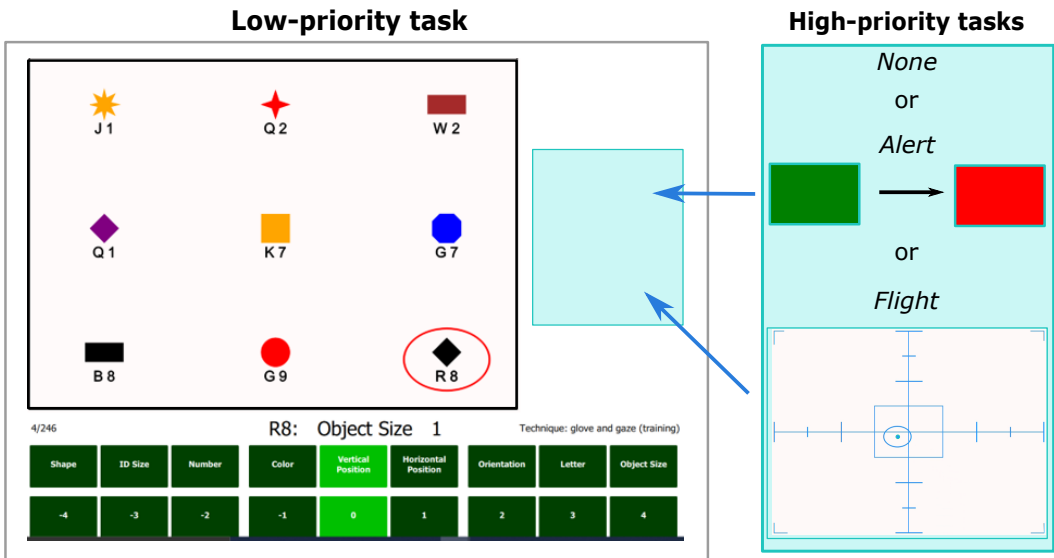 Low-priority task
High-priority tasks
None
or
Alert
or
Flight
J 1
Q 2
W 2
Q 1
K 7
G 7
B 8
G 9
R 8
4/246
R8: Object Size 1
Technique: glove and gaze (training)
Shape
ID Size
Number
Color
Vertical
Position
Horizontal
Position
Orientation
Letter
Object Size
-4
-3
-2
-1
0
1
2
3
4